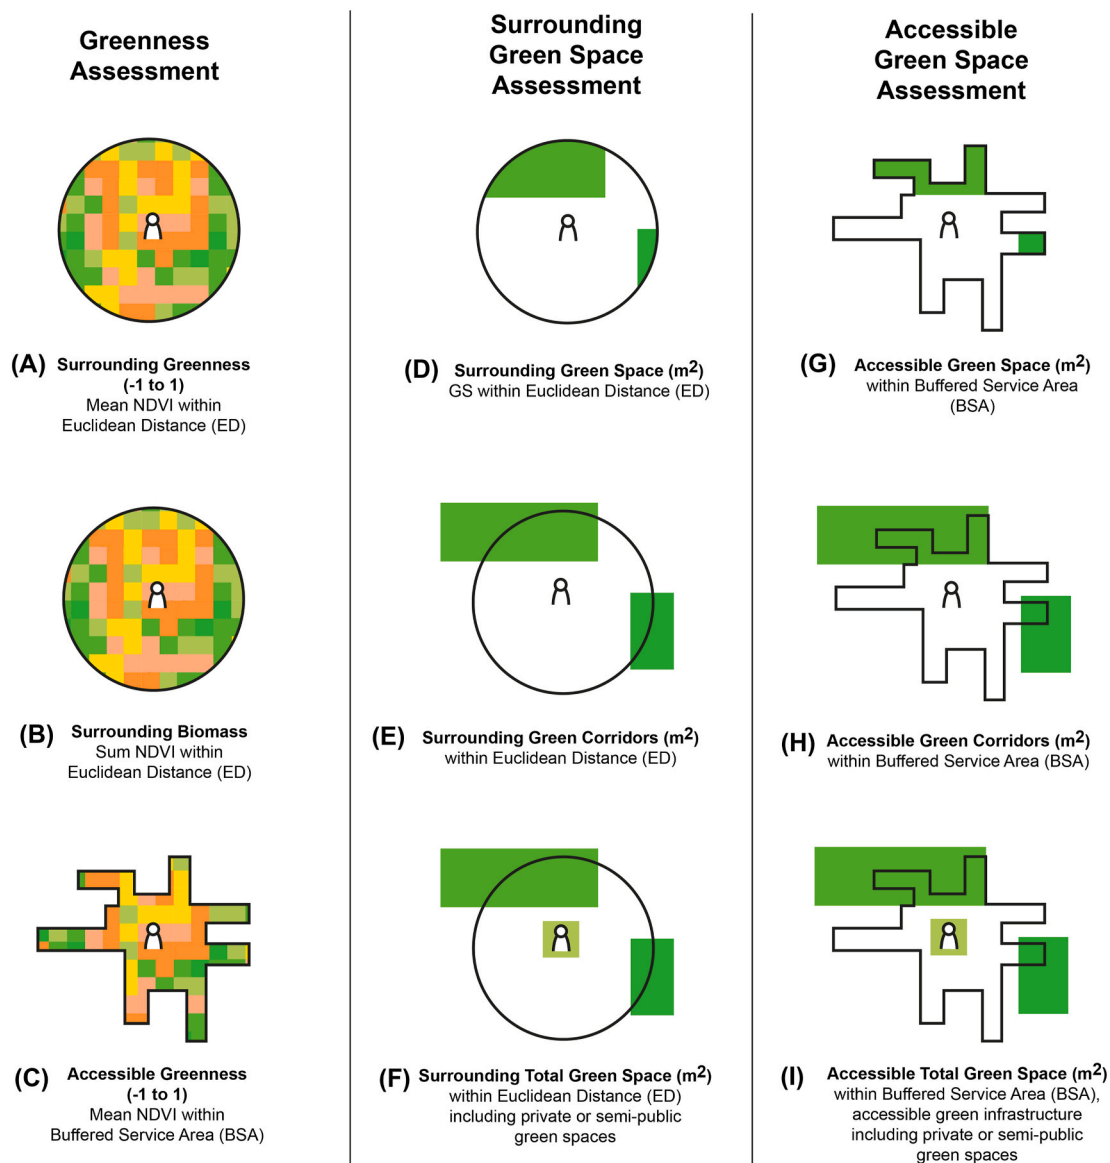 Greenness
Assessment
(A) Surrounding Greenness
(-1 to 1)
Mean NDVI within
Euclidean Distance (ED)
(B) Surrounding Biomass
Sum NDVI within
Euclidean Distance (ED)
(C) Accessible Greenness
(-1 to 1)
Mean NDVI within
Buffered Service Area (BSA)
Surrounding
Green Space
Assessment
(D) Surrounding Green Space (m²)
GS within Euclidean Distance (ED)
(E) Surrounding Green Corridors (m²)
within Euclidean Distance (ED)
(F) Surrounding Total Green Space (m²)
within Euclidean Distance (ED)
including private or semi-public
green spaces
Accessible
Green Space
Assessment
(G) Accessible Green Space (m²)
within Buffered Service Area
(BSA)
(H) Accessible Green Corridors (m²)
within Buffered Service Area (BSA)
(I) Accessible Total Green Space (m²)
within Buffered Service Area (BSA),
accessible green infrastructure
including private or semi-public
green spaces